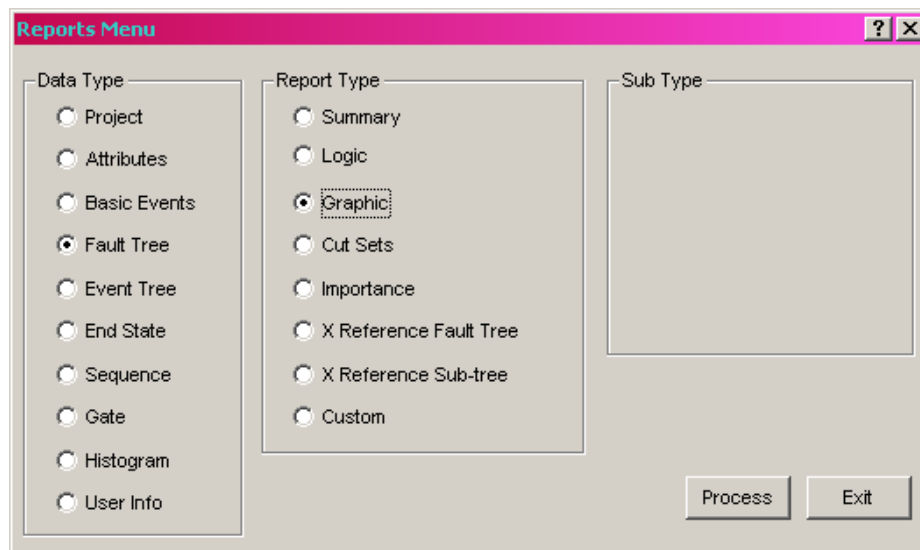 Reports Menu
Data Type
Project
Attributes
Basic Events
Fault Tree
Event Tree
End State
Sequence
Gate
Histogram
User Info
Report Type
Summary
Logic
Graphic
Cut Sets
Importance
X Reference Fault Tree
X Reference Sub-tree
Custom
Sub Type
Process
Exit